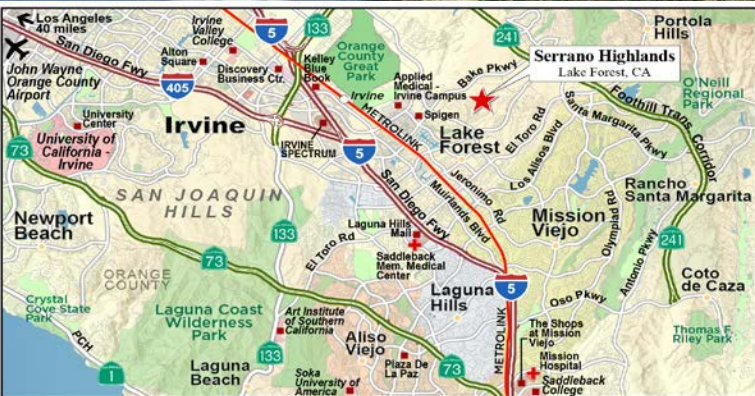 Los Angeles
40 miles
John Wayne
Orange County
Airport
San Diego Fwy
405
Irvine
Valley
College
Alton
Square
Discovery
Business Ctr.
5
133
Kelley
Blue
Book
Orange
County
Great
Park
Applied
Medical -
Irvine Campus
Spigen
Irvine
METROLINK
Bake Pkwy
241
Portola
Hills
Serrano Highlands
Lake Forest, CA
O'Neill
Regional
Park
Foothill Trans. Corridor
Santa Margarita Pkwy
El Toro Rd
Los Alisos Blvd
Lake
Forest
University
Center
University of
California -
Irvine
73
Irvine
IRVINE
SPECTRUM
5
San Diego Fwy
Muirlands Blvd
Jeronimo Rd
Rancho
Santa Margarita
Mission
Viejo
Olympiad Rd
Antonio Pkwy
241
Coto
de Caza
SAN JOAQUIN
HILLS
Newport
Beach
133
73
El Toro Rd
Laguna Hills
Mall
Saddleback
Mem. Medical
Center
Laguna
Hills
5
Oso Pkwy
ORANGE
COUNTY
Crystal
Cove State
Park
Laguna Coast
Wilderness
Park
Art Institute
of Southern
California
133
Aliso
Viejo
METROLINK
The Shops
at Mission
Viejo
Mission
Hospital
Saddleback
College
Thomas F.
Riley Park
PCH
1
Laguna
Beach
Soka
University of
America
Plaza De
La Paz
73